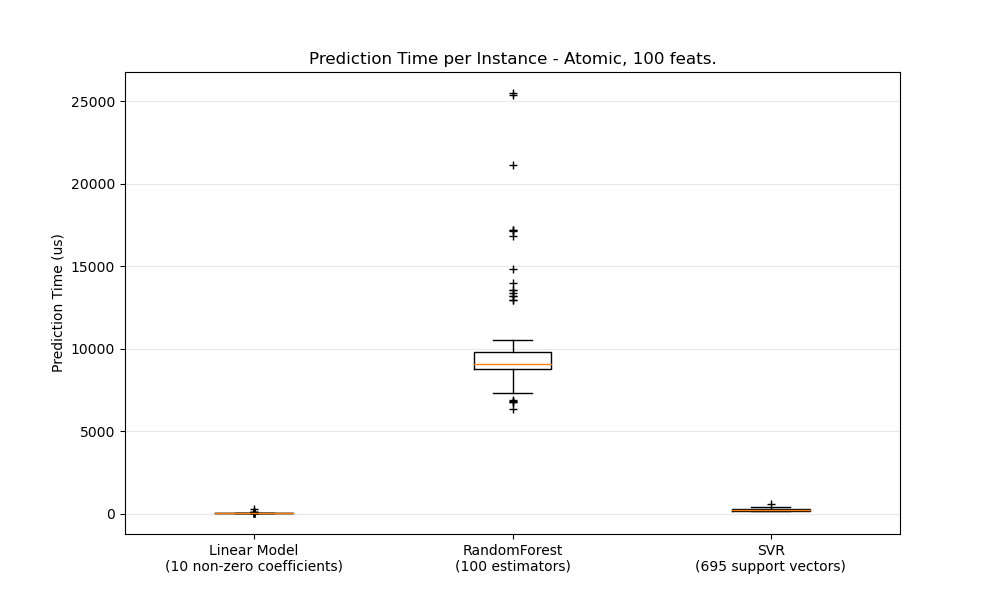 Prediction Time per Instance - Atomic, 100 feats.
Prediction Time (us)
25000
20000
15000
10000
5000
0
Linear Model
(10 non-zero coefficients)
RandomForest
(100 estimators)
SVR
(695 support vectors)